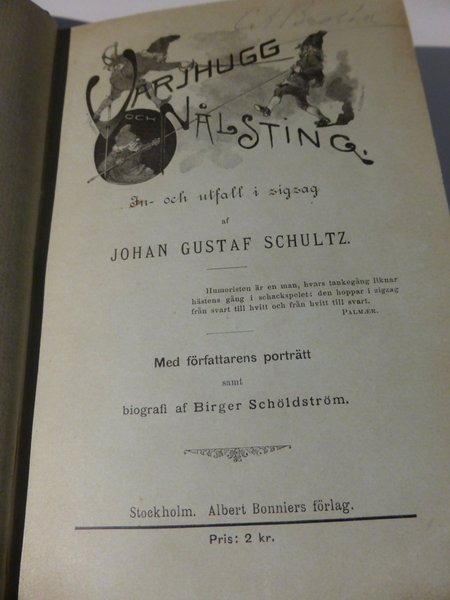 VÄRJHUGG
OCH
NÅLSTING.
In- och utfall i zigzag
af
JOHAN GUSTAF SCHULTZ.
Humoristen är en man, hvars tankegång liknar
hästens gång i schackspelet: den hoppar i zigzag
från svart till hvitt och från hvitt till svart.
PALMÆR.
Med författarens porträtt
samt
biografi af Birger Schöldström.
Stockholm. Albert Bonniers förlag.
Pris: 2 kr.